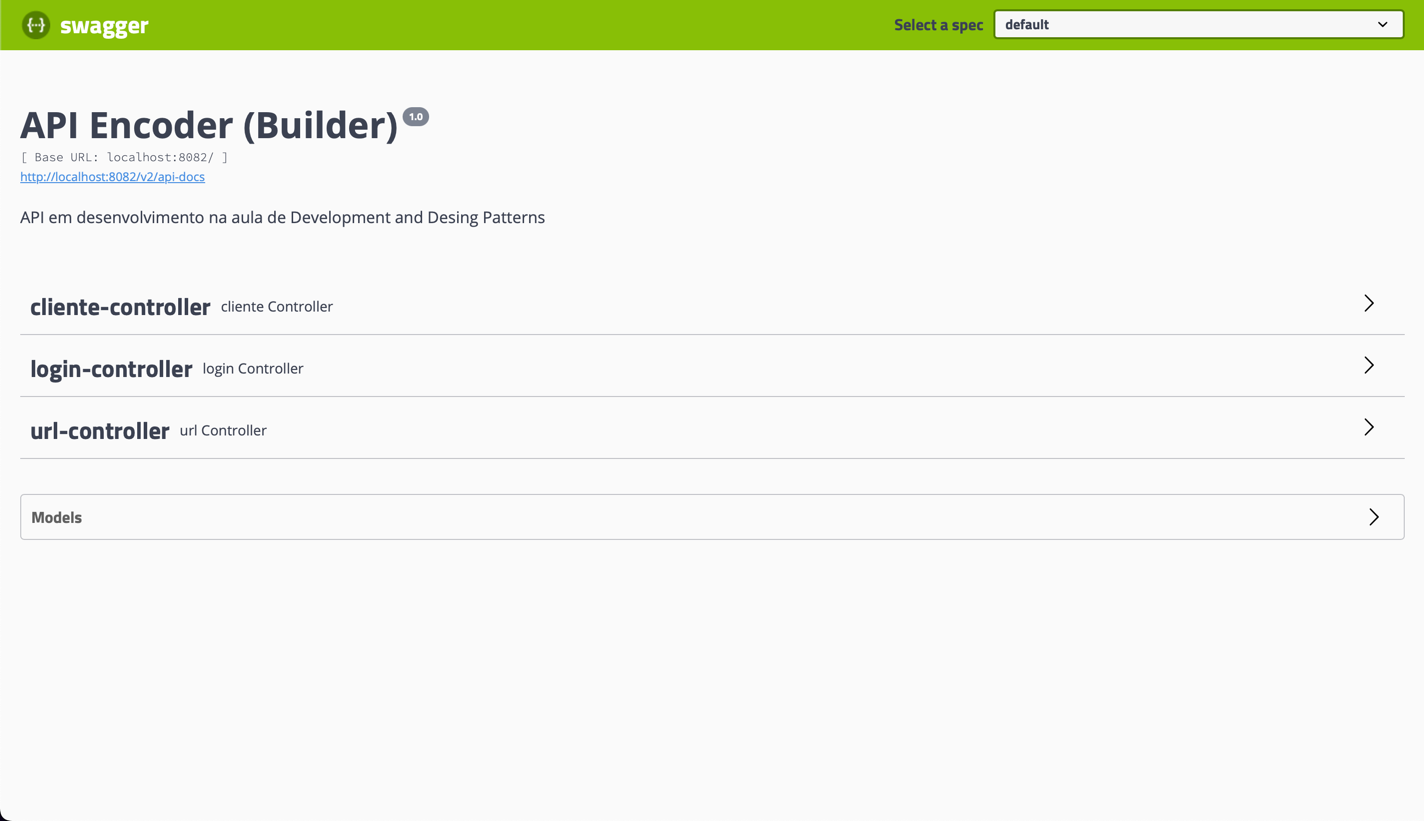 swagger
Select a spec
default
API Encoder (Builder) 1.0
[ Base URL: localhost:8082/ ]
http://localhost:8082/v2/api-docs
API em desenvolvimento na aula de Development and Desing Patterns
cliente-controller cliente Controller
login-controller login Controller
url-controller url Controller
Models